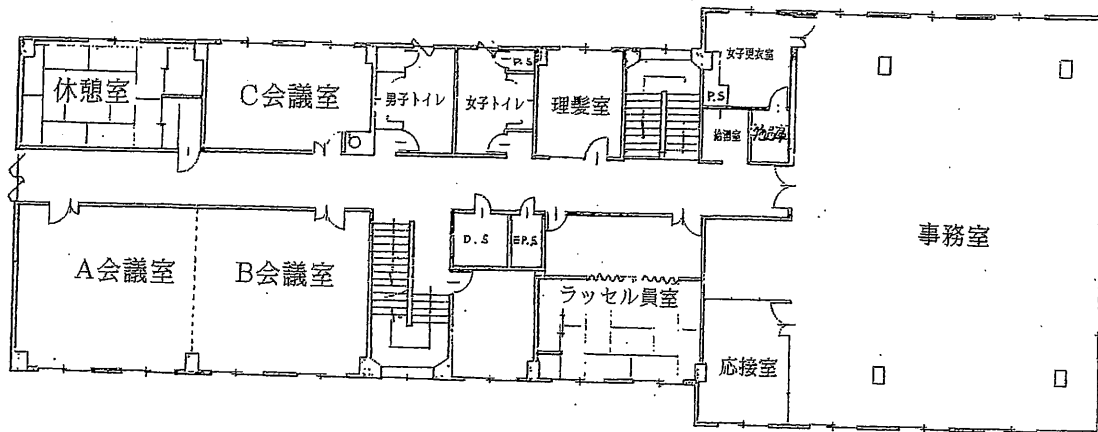 女子更衣室
P.S
休憩室
C会議室
男子トイレ
女子トイレ
P.S
理髪室
P.S
給湯室
事務室
A会議室
B会議室
D.S
E.P.S
ラッセル員室
応接室